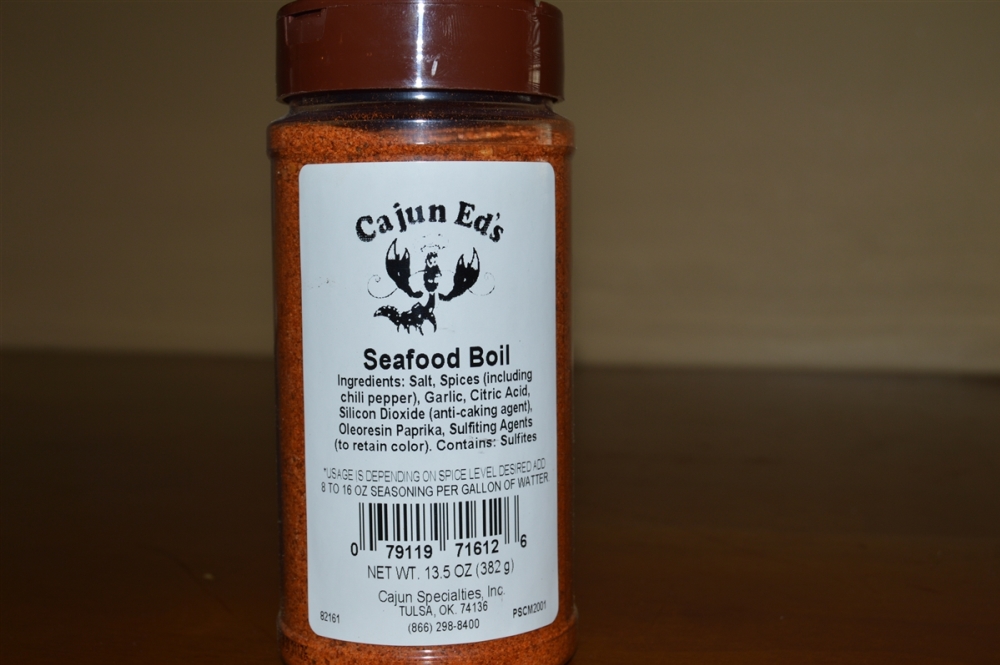 Cajun Ed's
Seafood Boil
Ingredients: Salt, Spices (including
chili pepper), Garlic, Citric Acid,
Silicon Dioxide (anti-caking agent),
Oleoresin Paprika, Sulfiting Agents
(to retain color). Contains: Sulfites
*USAGE IS DEPENDING ON SPICE LEVEL DESIRED ADD
8 TO 16 OZ SEASONING PER GALLON OF WATTER
0 79119 71612 6
NET WT. 13.5 OZ (382 g)
Cajun Specialties, Inc.
TULSA, OK. 74136
82161 (866) 298-8400 PSCM2001